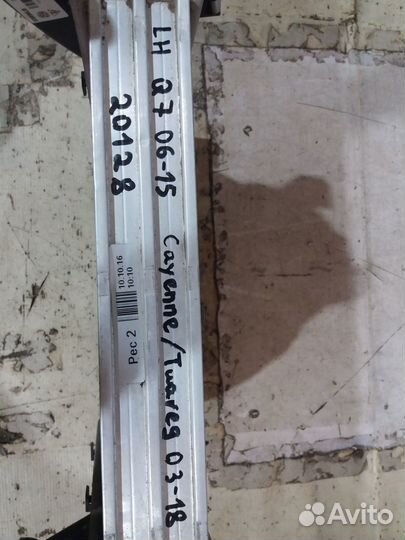 LH Q7 06-15 Cayenne/Tuareg 03-18
20128
10.10.16
10:10
Рес 2
Avito